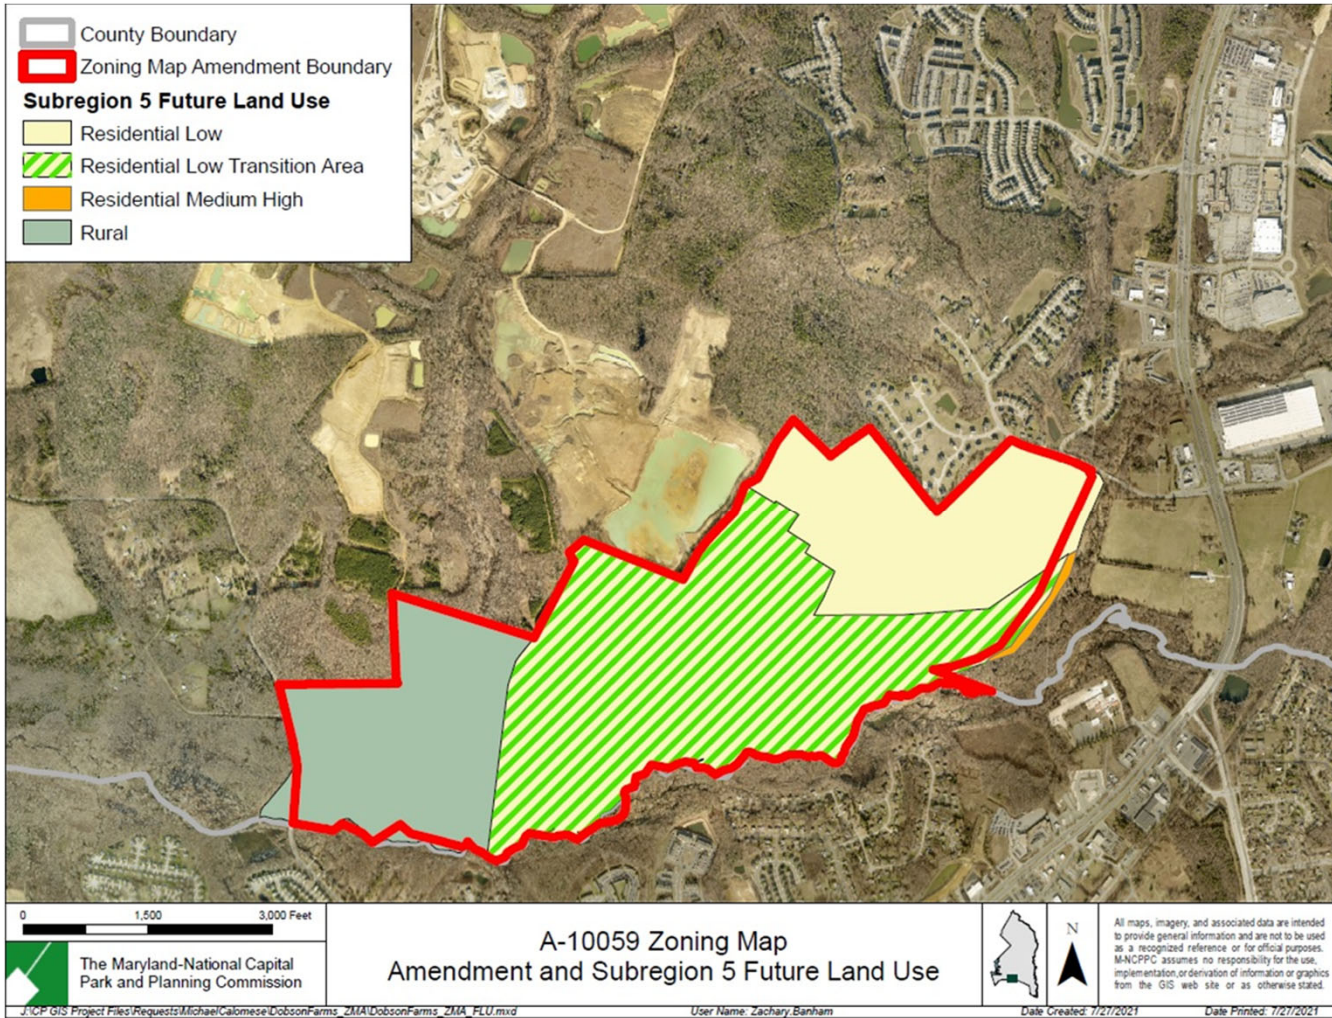 County Boundary
Zoning Map Amendment Boundary
Subregion 5 Future Land Use
Residential Low
Residential Low Transition Area
Residential Medium High
Rural
0 1,500 3,000 Feet
The Maryland-National Capital
Park and Planning Commission
A-10059 Zoning Map
Amendment and Subregion 5 Future Land Use
N
All maps, imagery, and associated data are intended
to provide general information and are not to be used
as a recognized reference or for official purposes.
M-NCPPC assumes no responsibility for the use,
implementation,or derivation of information or graphics
from the GIS web site or as otherwise stated.
J:\CP GIS Project Files\Requests\MichaelCalomese\DobsonFarms_ZMA\DobsonFarms_ZMA_FLU.mxd
User Name: Zachary.Banham
Date Created: 7/27/2021
Date Printed: 7/27/2021